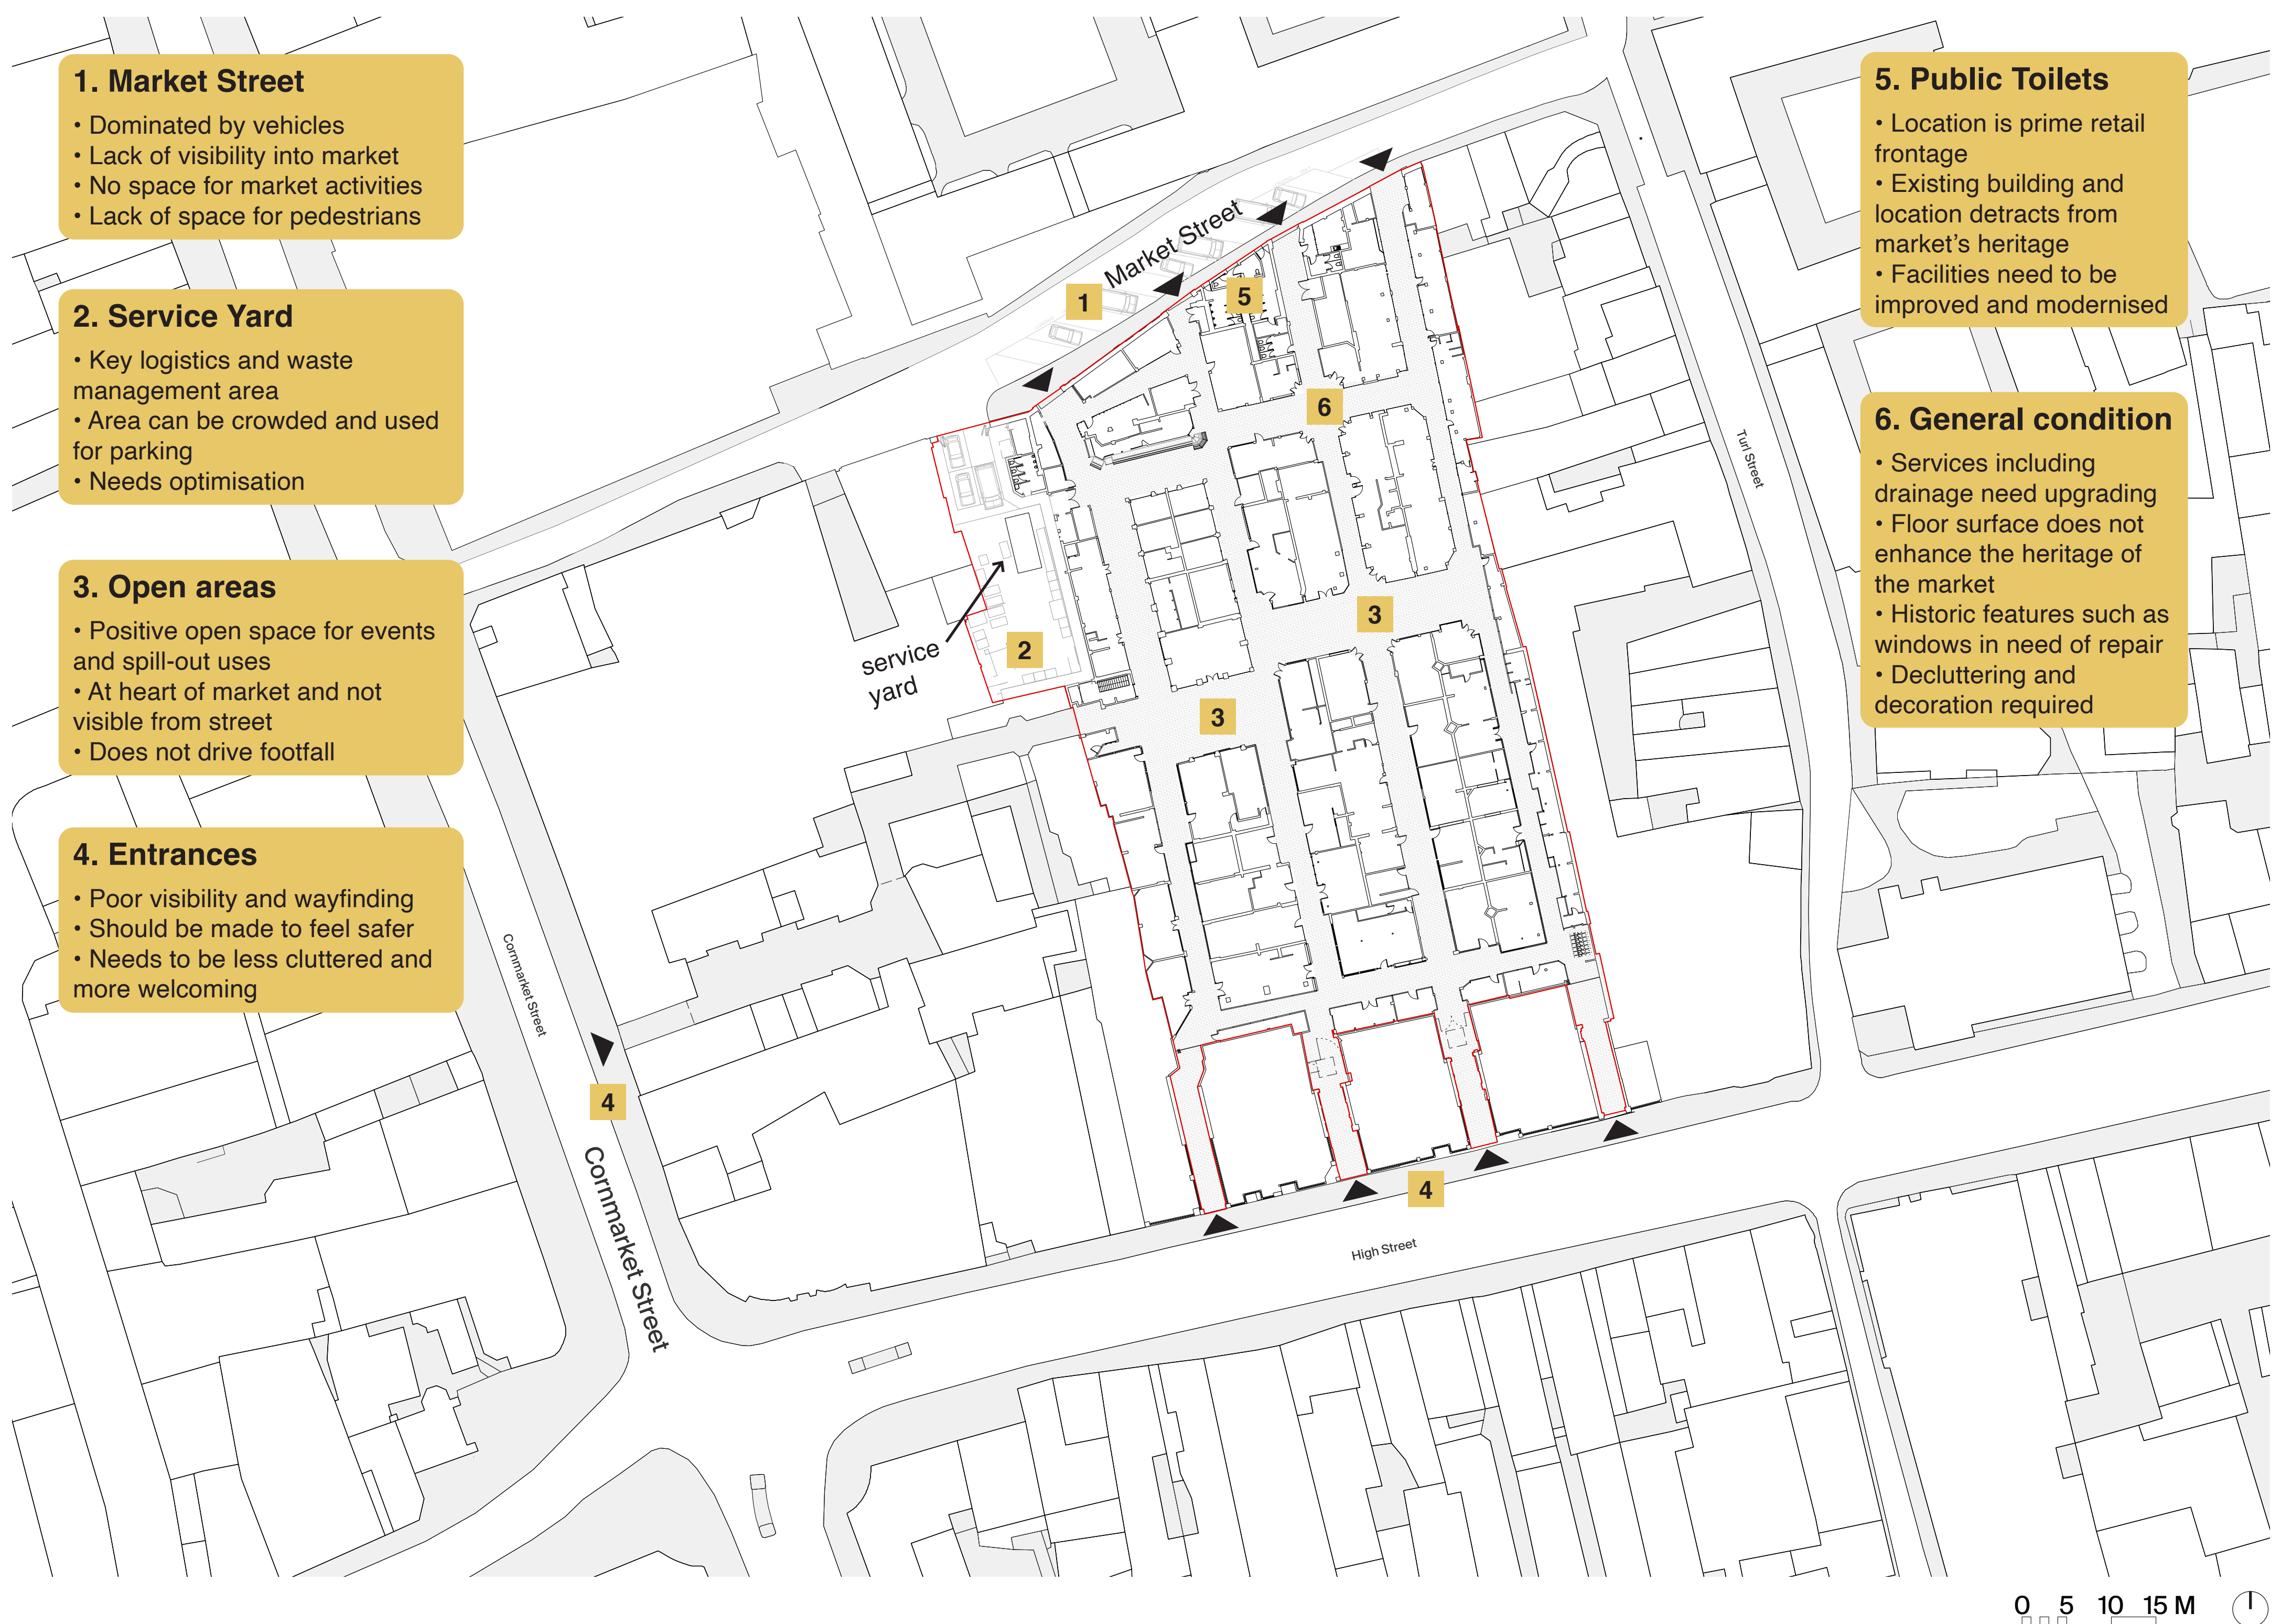 1. Market Street
• Dominated by vehicles
• Lack of visibility into market
• No space for market activities
• Lack of space for pedestrians
2. Service Yard
• Key logistics and waste
management area
• Area can be crowded and used
for parking
• Needs optimisation
3. Open areas
• Positive open space for events
and spill-out uses
• At heart of market and not
visible from street
• Does not drive footfall
4. Entrances
• Poor visibility and wayfinding
• Should be made to feel safer
• Needs to be less cluttered and
more welcoming
5. Public Toilets
• Location is prime retail
frontage
• Existing building and
location detracts from
market's heritage
• Facilities need to be
improved and modernised
6. General condition
• Services including
drainage need upgrading
• Floor surface does not
enhance the heritage of
the market
• Historic features such as
windows in need of repair
• Decluttering and
decoration required
Market Street
1
5
6
Turl Street
3
service
yard
2
3
Cornmarket Street
4
Cornmarket Street
4
High Street
0 5 10 15 M